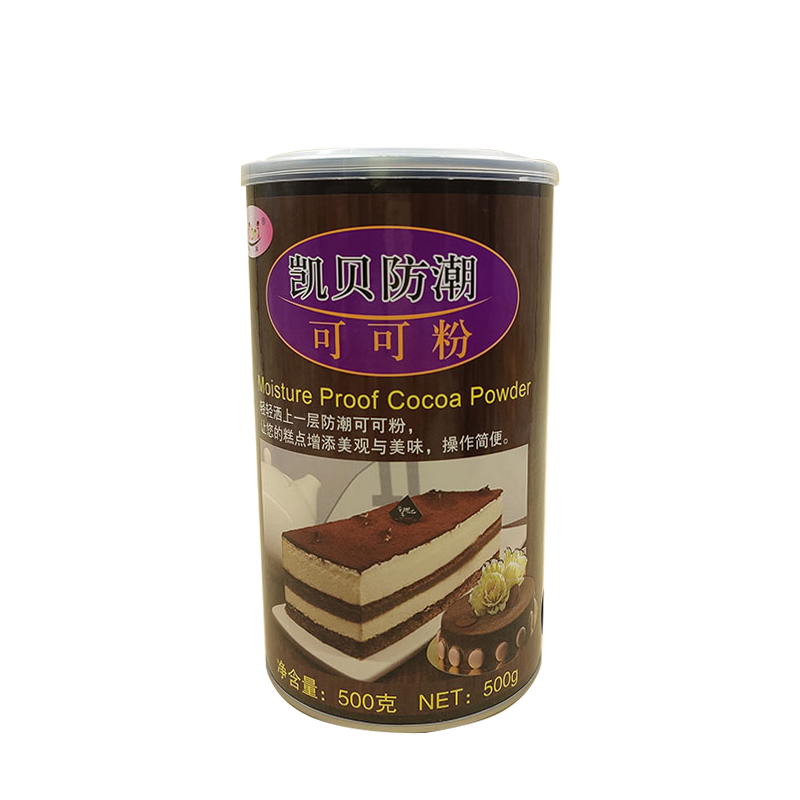 凯贝防潮
可可粉
Moisture Proof Cocoa Powder
轻轻洒上一层防潮可可粉，
让您的糕点增添美观与美味，操作简便。
净含量：500克 NET：500g